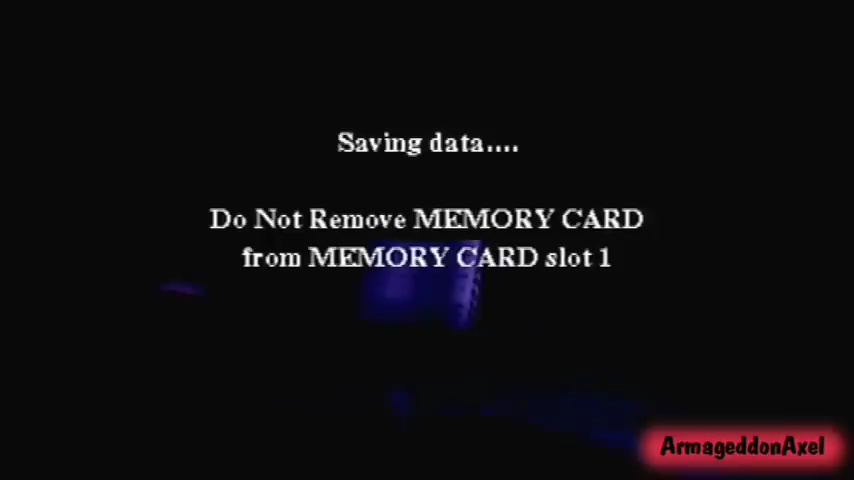 Saving data....
Do Not Remove MEMORY CARD
from MEMORY CARD slot 1
ArmageddonAxel